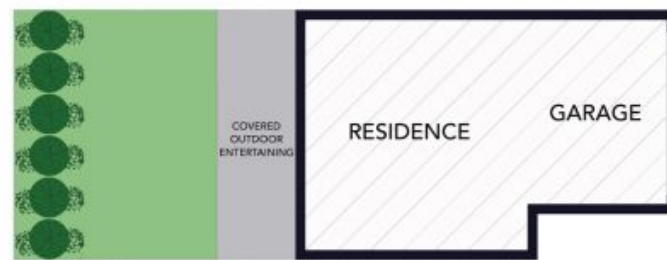 COVERED
OUTDOOR
ENTERTAINING
RESIDENCE
GARAGE